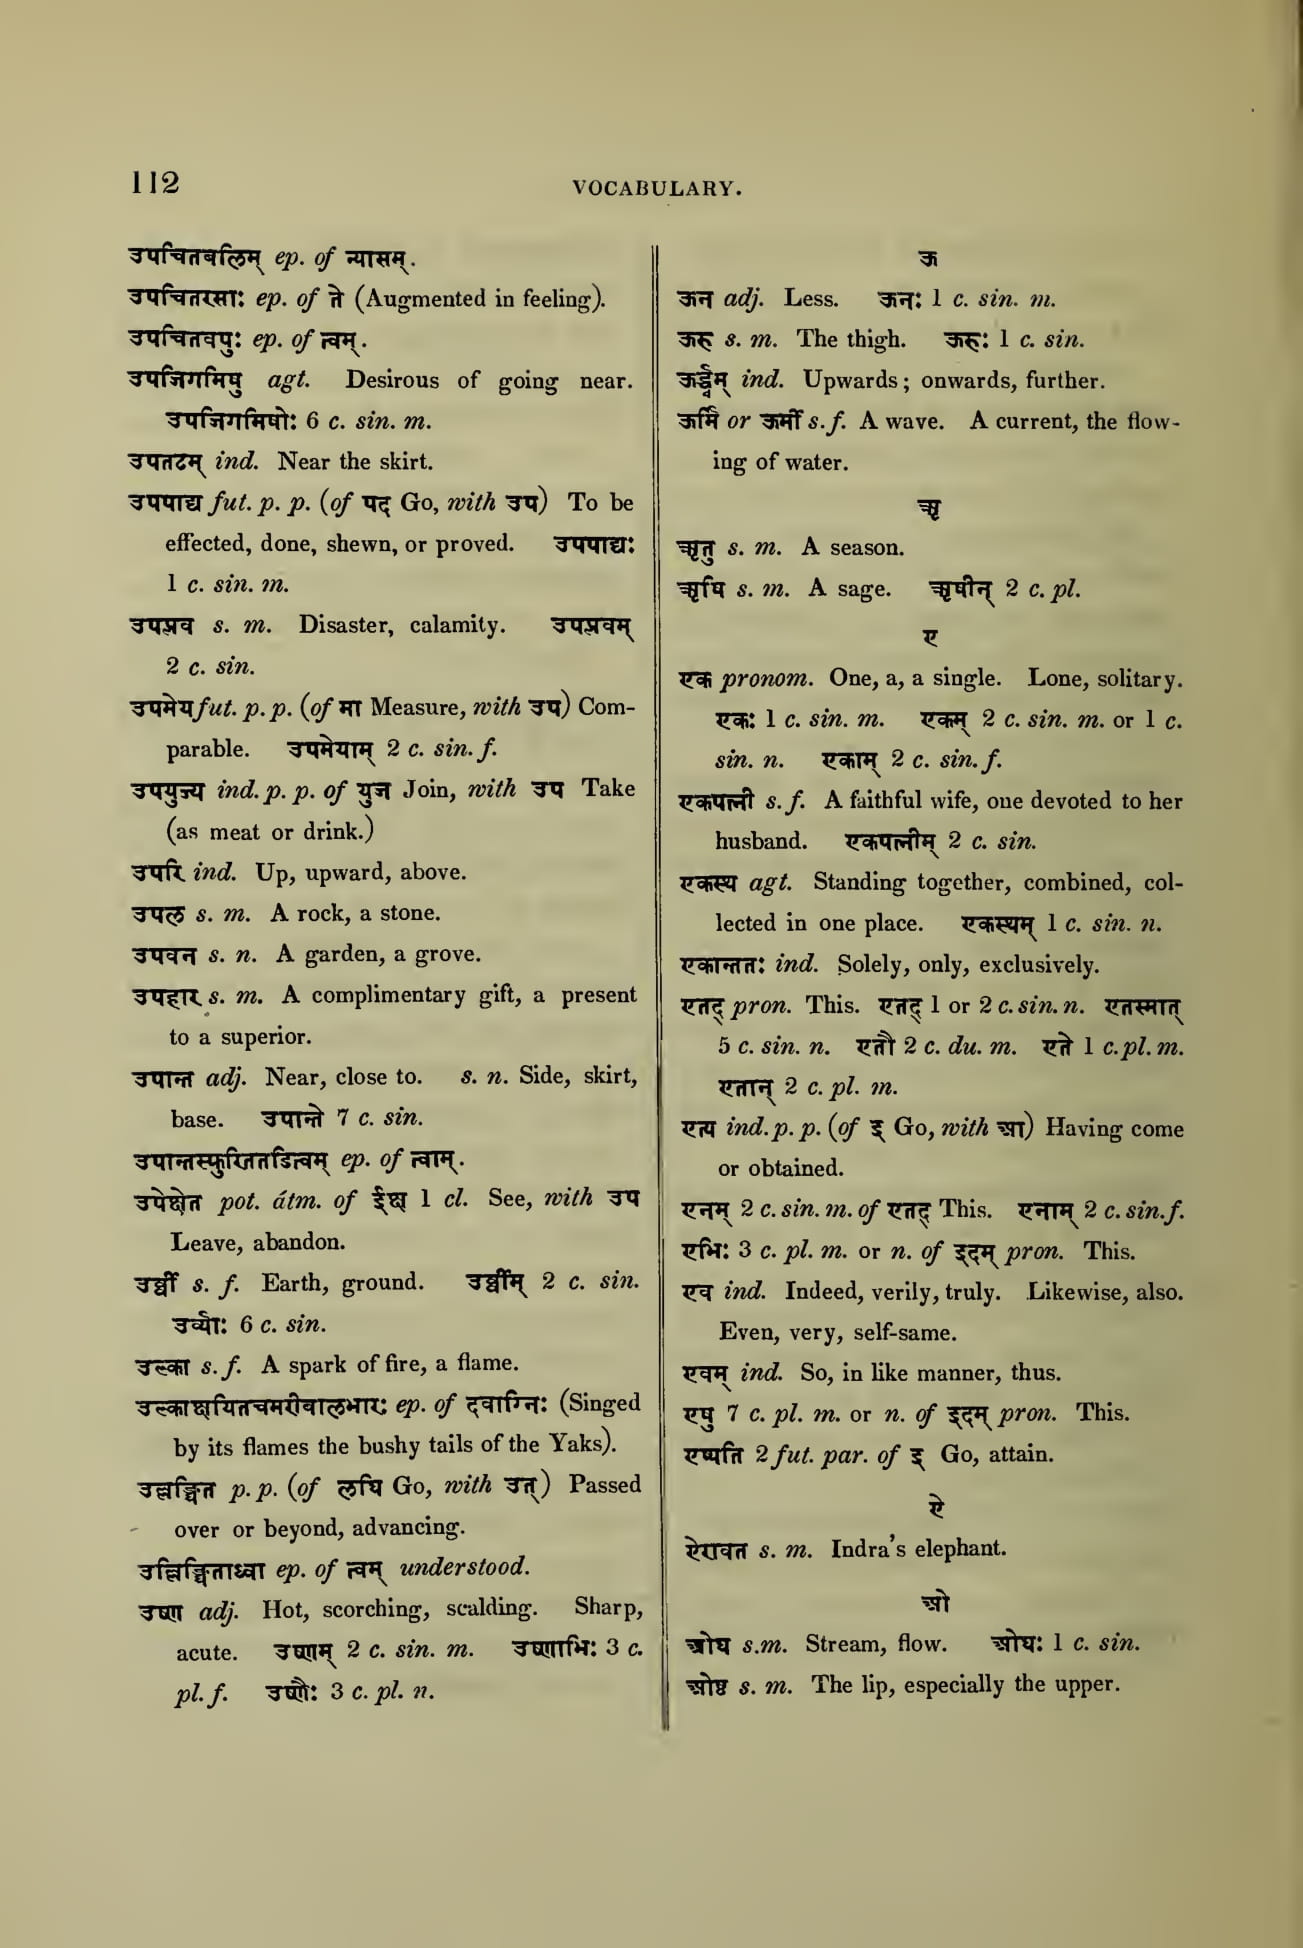 112
VOCABULARY.
उपचितबलिम् ep. of न्यासम्.
उपचितरसाः ep. of ते (Augmented in feeling).
उपचितवपुः ep. of त्वम्.
उपजिगमिषु agt. Desirous of going near.
उपजिगमिषोः 6 c. sin. m.
उपतटम् ind. Near the skirt.
उपपाद्य fut. p. p. (of पद् Go, with उप) To be
effected, done, shewn, or proved. उपपाद्यः
1 c. sin. m.
उपप्लव s. m. Disaster, calamity. उपप्लवम्
2 c. sin.
उपमेय fut. p. p. (of मा Measure, with उप) Com-
parable. उपमेयाम् 2 c. sin. f.
उपयुज्य ind. p. p. of युज Join, with उप Take
(as meat or drink.)
उपरि ind. Up, upward, above.
उपल s. m. A rock, a stone.
उपवन s. n. A garden, a grove.
उपहार s. m. A complimentary gift, a present
to a superior.
उपान्त adj. Near, close to. s. n. Side, skirt,
base. उपान्ते 7 c. sin.
उपान्तस्फुरिततडित्वम् ep. of त्वाम्.
उपेक्षेत pot. átm. of ईक्ष 1 cl. See, with उप
Leave, abandon.
उर्व्वी s. f. Earth, ground. उर्व्वीम् 2 c. sin.
उर्व्योः 6 c. sin.
उल्का s. f. A spark of fire, a flame.
उल्काक्षयितचमरीवालभारः ep. of दवाग्निः (Singed
by its flames the bushy tails of the Yaks).
उल्लङ्घित p. p. (of लघि Go, with उत्) Passed
over or beyond, advancing.
उल्लिङ्घिताध्वा ep. of त्वम् understood.
उष्ण adj. Hot, scorching, scalding. Sharp,
acute. उष्णम् 2 c. sin. m. उष्णाभिः 3 c.
pl. f. उष्णैः 3 c. pl. n.
ऊ
ऊन adj. Less. ऊनः 1 c. sin. m.
ऊरु s. m. The thigh. ऊरुः 1 c. sin.
ऊर्द्ध्वम् ind. Upwards; onwards, further.
ऊर्मि or ऊर्मी s. f. A wave. A current, the flow-
ing of water.
ऋ
ऋतु s. m. A season.
ऋषि s. m. A sage. ऋषीन् 2 c. pl.
ए
एक pronom. One, a, a single. Lone, solitary.
एकः 1 c. sin. m. एकम् 2 c. sin. m. or 1 c.
sin. n. एकाम् 2 c. sin. f.
एकपत्नी s. f. A faithful wife, one devoted to her
husband. एकपत्नीम् 2 c. sin.
एकस्थ agt. Standing together, combined, col-
lected in one place. एकस्थम् 1 c. sin. n.
एकान्ततः ind. Solely, only, exclusively.
एतद् pron. This. एतद् 1 or 2 c. sin. n. एतस्मात्
5 c. sin. n. एतौ 2 c. du. m. एते 1 c. pl. m.
एतान् 2 c. pl. m.
एत्य ind. p. p. (of इ Go, with आ) Having come
or obtained.
एनम् 2 c. sin. m. of एतद् This. एनाम् 2 c. sin. f.
एभिः 3 c. pl. m. or n. of इदम् pron. This.
एव ind. Indeed, verily, truly. Likewise, also.
Even, very, self-same.
एवम् ind. So, in like manner, thus.
एषु 7 c. pl. m. or n. of इदम् pron. This.
एष्यति 2 fut. par. of इ Go, attain.
ऐ
ऐरावत s. m. Indra's elephant.
ओ
ओघ s.m. Stream, flow. ओघः 1 c. sin.
ओष्ठ s. m. The lip, especially the upper.